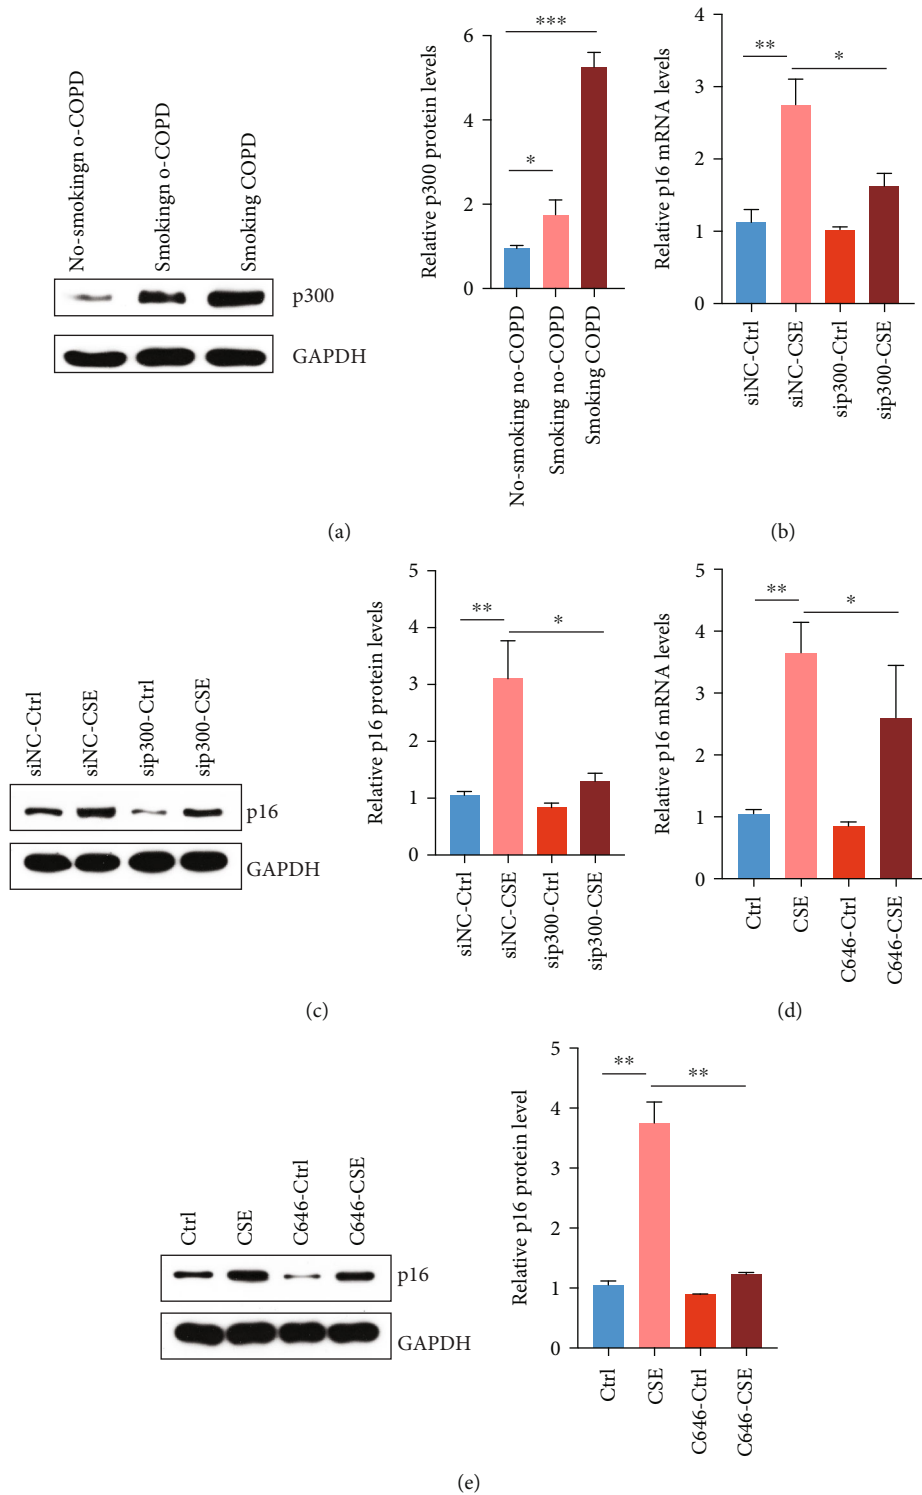 No-smokingn o-COPD
Smokingn o-COPD
Smoking COPD
p300
GAPDH
Relative p300 protein levels
6
4
2
0
*
***
No-smoking no-COPD
Smoking no-COPD
Smoking COPD
(a)
Relative p16 mRNA levels
4
3
2
1
0
**
*
siNC-Ctrl
siNC-CSE
sip300-Ctrl
sip300-CSE
(b)
siNC-Ctrl
siNC-CSE
sip300-Ctrl
sip300-CSE
p16
GAPDH
Relative p16 protein levels
5
4
3
2
1
0
**
*
siNC-Ctrl
siNC-CSE
sip300-Ctrl
sip300-CSE
(c)
Relative p16 mRNA levels
5
4
3
2
1
0
**
*
Ctrl
CSE
C646-Ctrl
C646-CSE
(d)
Ctrl
CSE
C646-Ctrl
C646-CSE
p16
GAPDH
Relative p16 protein level
5
4
3
2
1
0
**
**
Ctrl
CSE
C646-Ctrl
C646-CSE
(e)